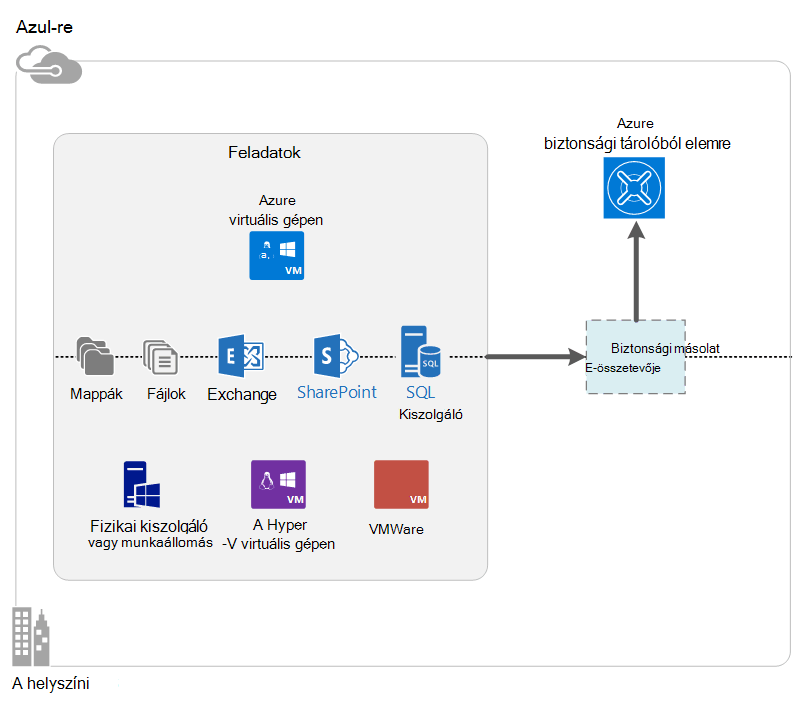 Azul-re
Azure
biztonsági tárolóból elemre
Feladatok
Azure
virtuális gépen
VM
E
S
SQL
Biztonsági másolat
E-összetevője
Mappák
Fájlok
Exchange
SharePoint
SQL
Kiszolgáló
VM
VM
Fizikai kiszolgáló
vagy munkaállomás
A Hyper
-V virtuális gépen
VMWare
A helyszíni